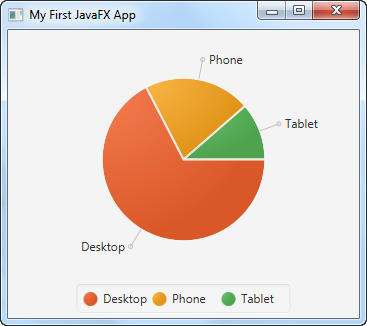 My First JavaFX App
Phone
Tablet
Desktop
Desktop Phone Tablet